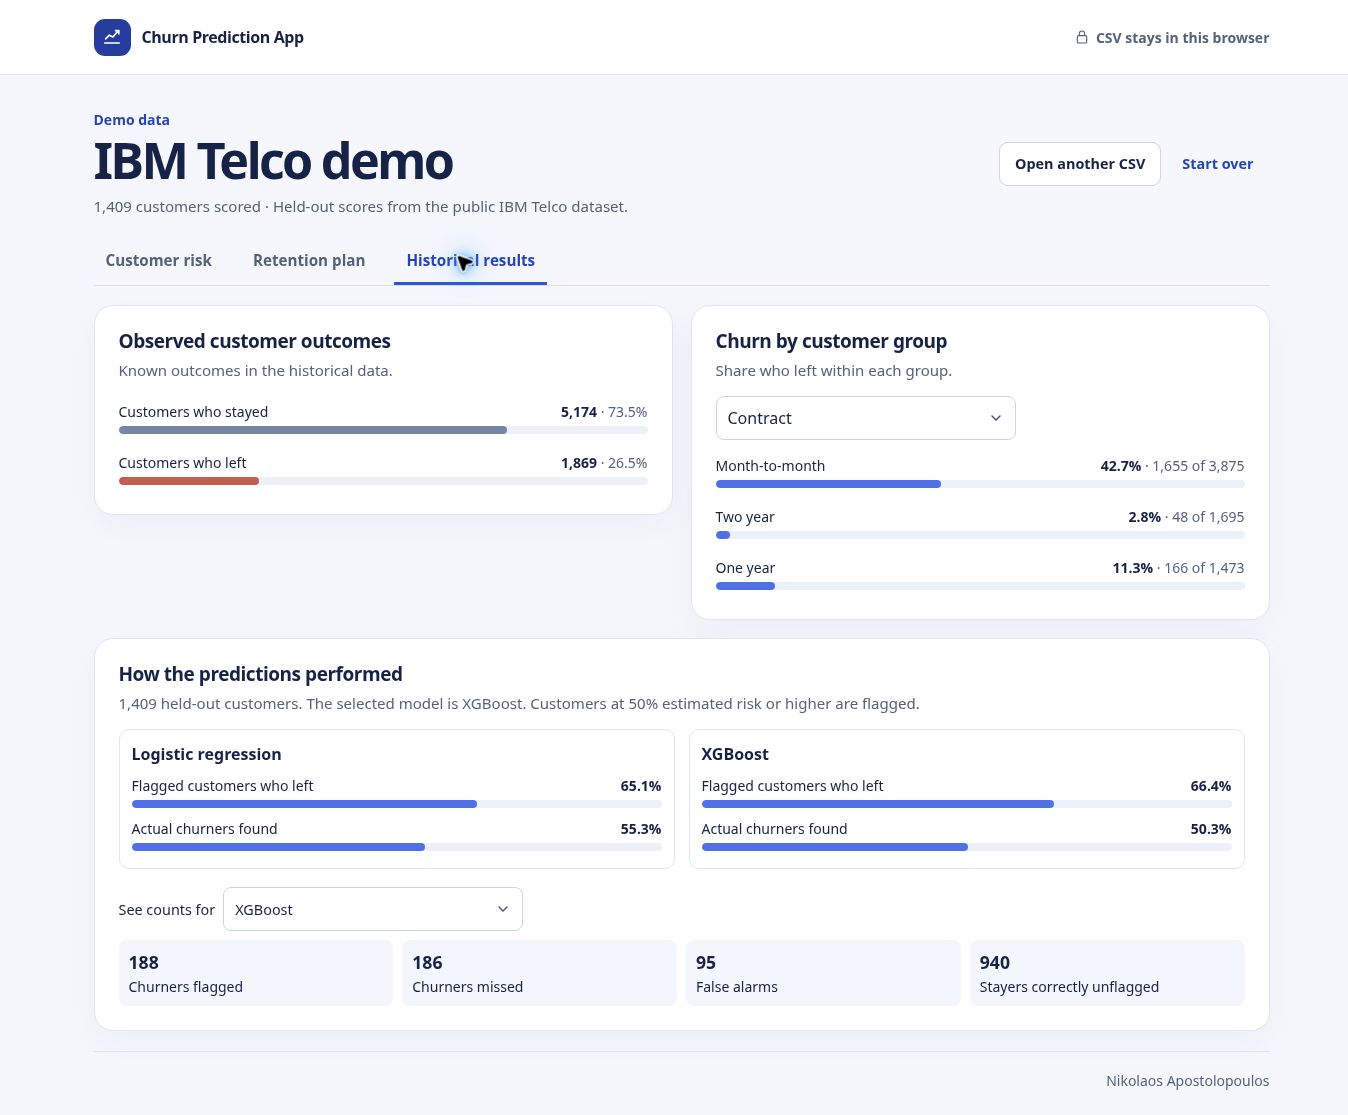 Churn Prediction App
CSV stays in this browser
Demo data
IBM Telco demo
Open another CSV
Start over
1,409 customers scored · Held-out scores from the public IBM Telco dataset.
Customer risk
Retention plan
Historical results
Observed customer outcomes
Known outcomes in the historical data.
Customers who stayed 5,174 · 73.5%
Customers who left 1,869 · 26.5%
Churn by customer group
Share who left within each group.
Contract
Month-to-month 42.7% · 1,655 of 3,875
Two year 2.8% · 48 of 1,695
One year 11.3% · 166 of 1,473
How the predictions performed
1,409 held-out customers. The selected model is XGBoost. Customers at 50% estimated risk or higher are flagged.
Logistic regression
Flagged customers who left 65.1%
Actual churners found 55.3%
XGBoost
Flagged customers who left 66.4%
Actual churners found 50.3%
See counts for XGBoost
188
Churners flagged
186
Churners missed
95
False alarms
940
Stayers correctly unflagged
Nikolaos Apostolopoulos